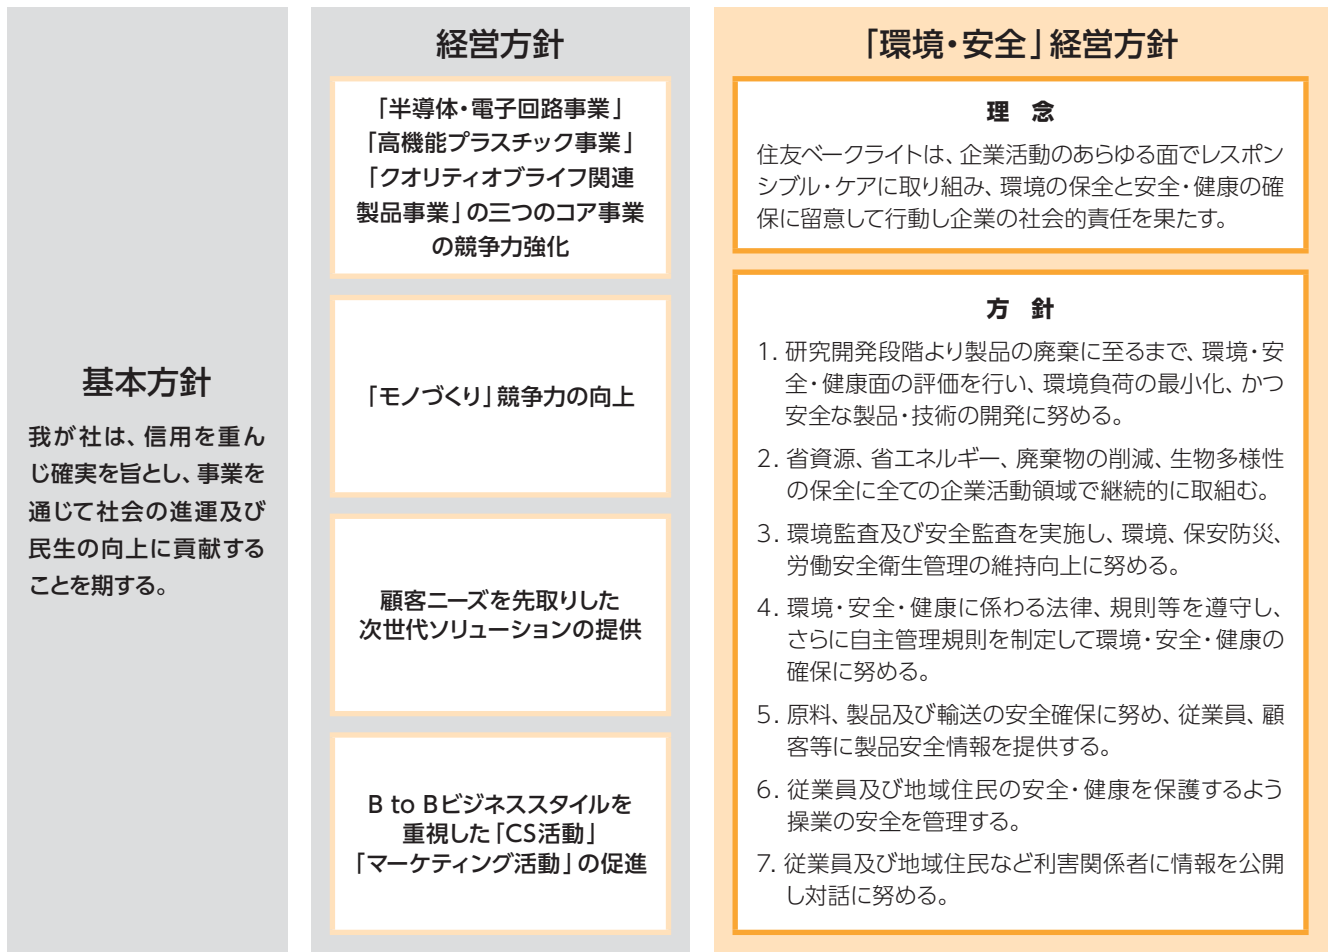 基本方針
我が社は、信用を重ん
じ確実を旨とし、事業を
通じて社会の進運及び
民生の向上に貢献する
ことを期する。
経営方針
「半導体・電子回路事業」
「高機能プラスチック事業」
「クオリティオブライフ関連
製品事業」の三つのコア事業
の競争力強化
「モノづくり」競争力の向上
顧客ニーズを先取りした
次世代ソリューションの提供
B to Bビジネススタイルを
重視した「CS活動」
「マーケティング活動」の促進
「環境・安全」経営方針
理 念
住友ベークライトは、企業活動のあらゆる面でレスポン
シブル・ケアに取り組み、環境の保全と安全・健康の確
保に留意して行動し企業の社会的責任を果たす。
方 針
1. 研究開発段階より製品の廃棄に至るまで、環境・安
全・健康面の評価を行い、環境負荷の最小化、かつ
安全な製品・技術の開発に努める。
2. 省資源、省エネルギー、廃棄物の削減、生物多様性
の保全に全ての企業活動領域で継続的に取組む。
3. 環境監査及び安全監査を実施し、環境、保安防災、
労働安全衛生管理の維持向上に努める。
4. 環境・安全・健康に係わる法律、規則等を遵守し、
さらに自主管理規則を制定して環境・安全・健康の
確保に努める。
5. 原料、製品及び輸送の安全確保に努め、従業員、顧
客等に製品安全情報を提供する。
6. 従業員及び地域住民の安全・健康を保護するよう
操業の安全を管理する。
7. 従業員及び地域住民など利害関係者に情報を公開
し対話に努める。